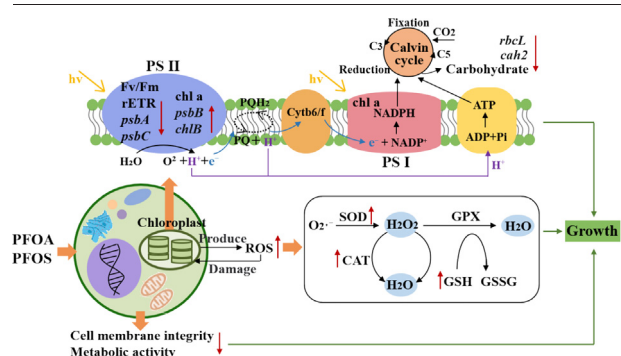 Fixation
CO2
C3
Calvin
cycle
C5
Reduction
Carbohydrate
rbcL
cah2
hv
PS II
Fv/Fm
rETR
psbA
psbC
chl a
psbB
chlB
H2O
O2 +H+ +e-
PQH2
PQ + H+
Cytb6/f
hv
chl a
NADPH
e- + NADP+
PS I
ATP
ADP+Pi
H+
PFOA
PFOS
Chloroplast
Produce
ROS
Damage
O2·-
SOD
H2O2
GPX
H2O
CAT
H2O
GSH
GSSG
Growth
Cell membrane integrity
Metabolic activity